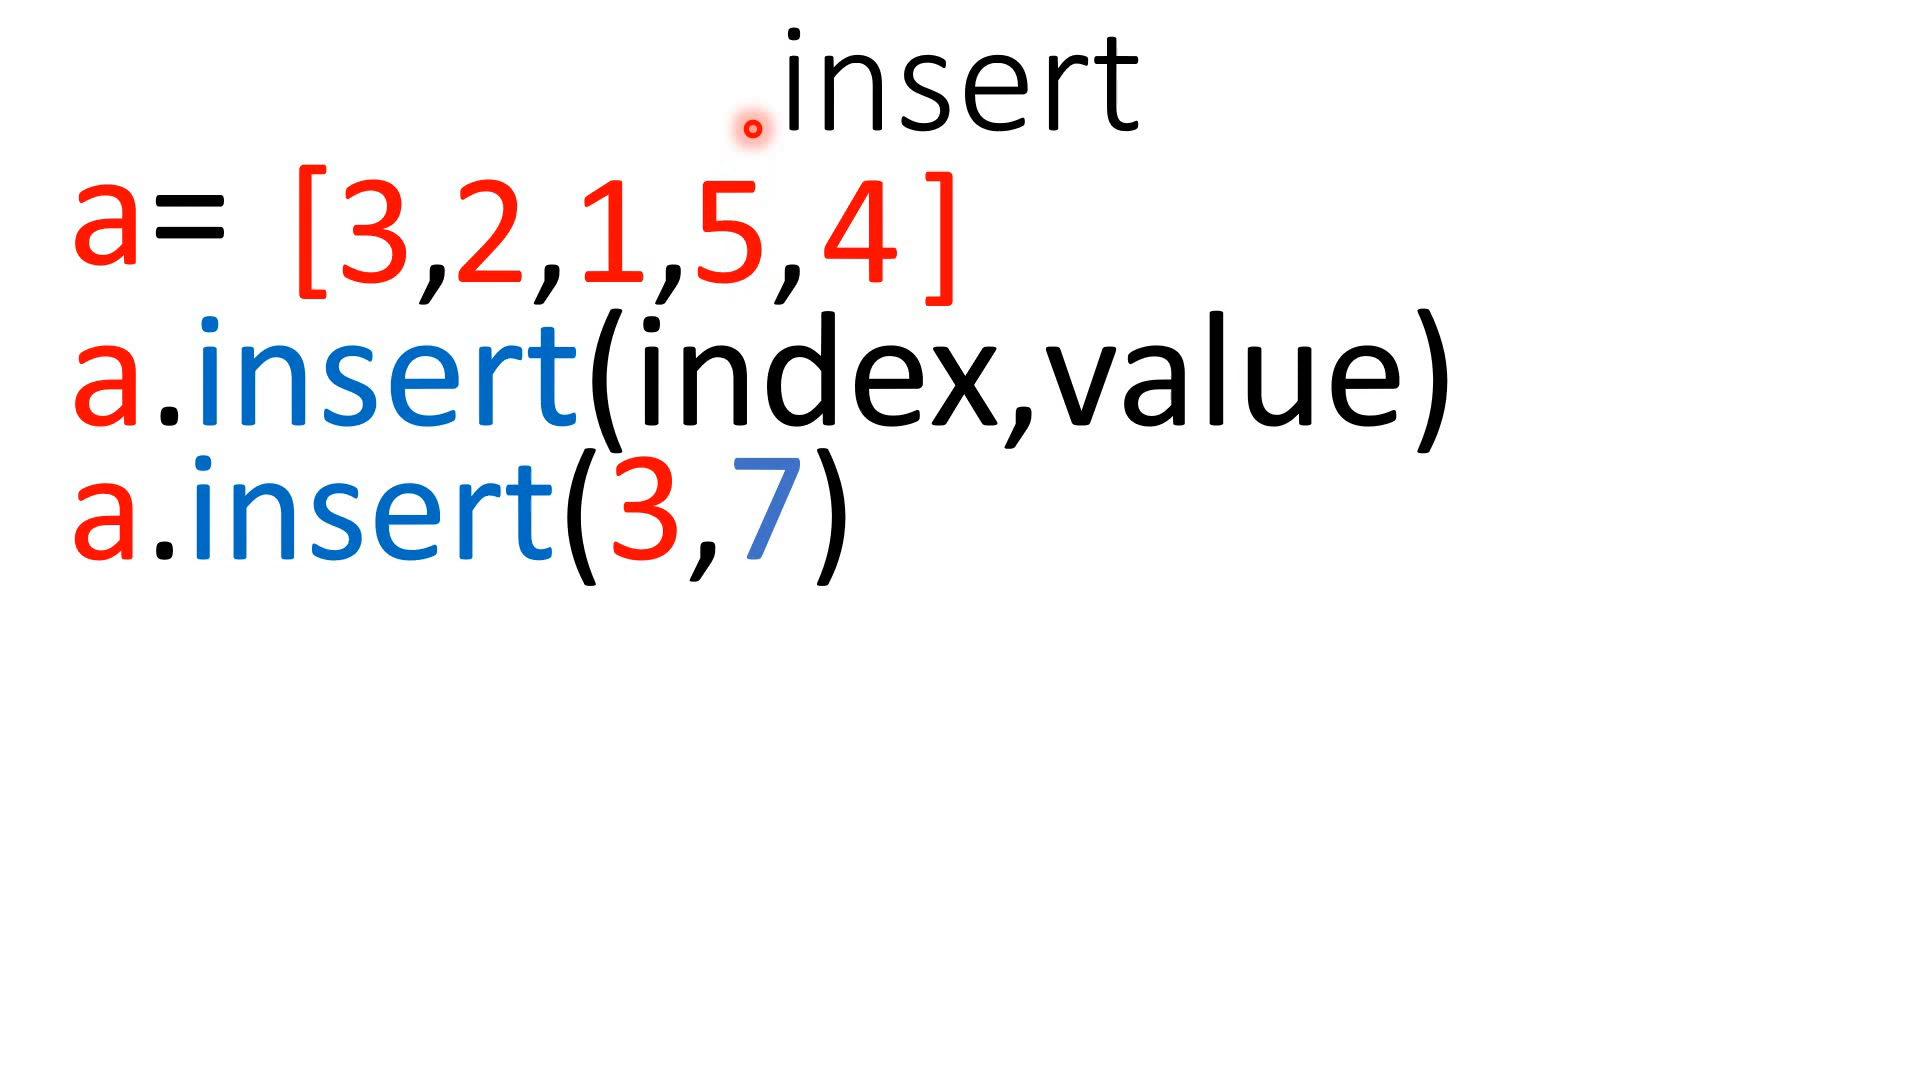 .insert
a= [3,2,1,5,4]
a.insert(index,value)
a.insert(3,7)